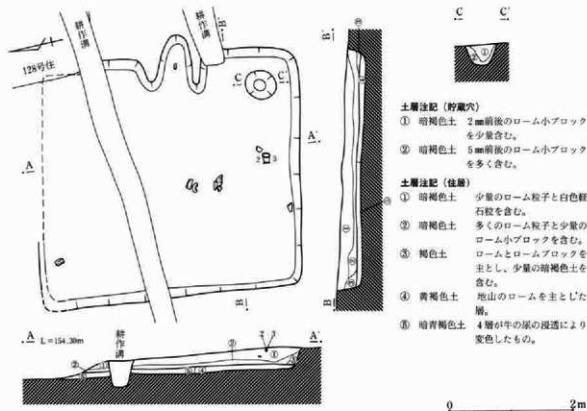 耕作溝
耕作溝
128号住
B
B'
C
C'
C
C'
A
A'
2
3
B
B
土層注記（貯蔵穴）
① 暗褐色土 2㎜前後のローム小ブロック
を少量含む。
② 暗褐色土 5㎜前後のローム小ブロック
を多く含む。
土層注記（住居）
① 暗褐色土 少量のローム粒子と白色軽
石粒を含む。
② 暗褐色土 多くのローム粒子と少量の
ローム小ブロックを含む。
③ 褐色土 ロームとロームブロックを
主とし、少量の暗褐色土を
含む。
④ 黄褐色土 地山のロームを主とした
層。
⑤ 暗青褐色土 4層が牛の尿の浸透により
変色したもの。
A L=154.30m
耕作溝
2 3
A'
②
①
②
0 2m